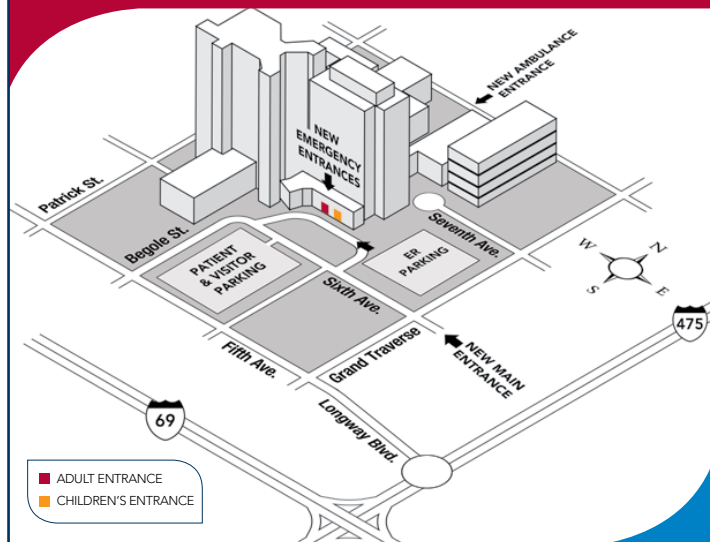 NEW AMBULANCE
ENTRANCE
NEW
EMERGENCY
ENTRANCES
Patrick St.
Begole St.
Seventh Ave.
PATIENT
& VISITOR
PARKING
ER
PARKING
Sixth Ave.
N
W
E
S
475
Fifth Ave.
Grand Traverse
NEW MAIN
ENTRANCE
Longway Blvd.
69
ADULT ENTRANCE
CHILDREN'S ENTRANCE